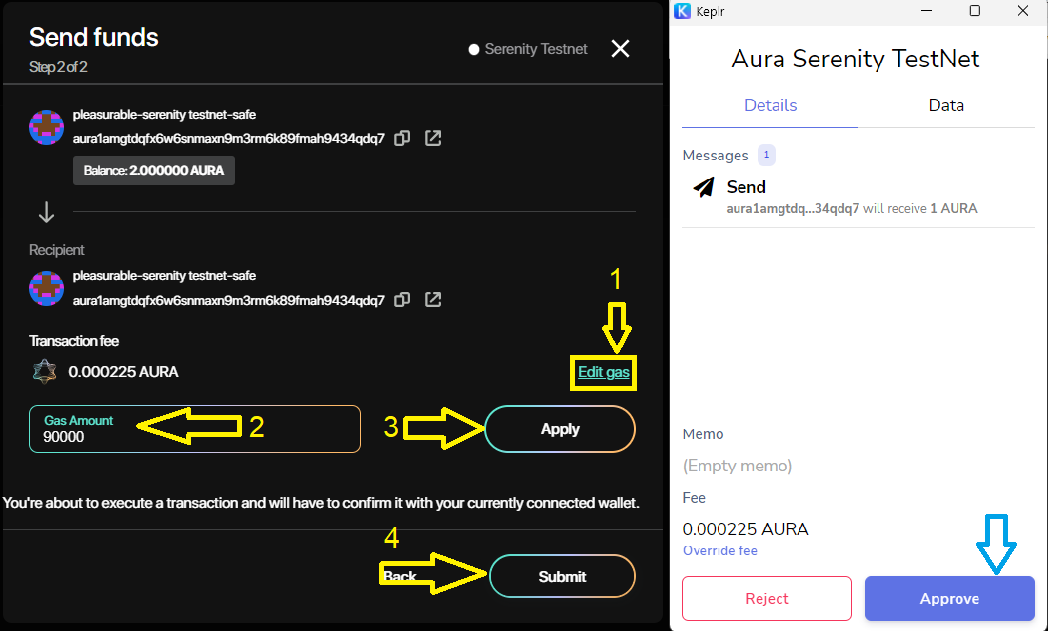 Send funds
Step 2 of 2
Serenity Testnet
pleasurable-serenity testnet-safe
aura1amgtdqfx6w6snmaxn9m3rm6k89fmah9434qdq7
Balance: 2.000000 AURA
Recipient
pleasurable-serenity testnet-safe
aura1amgtdqfx6w6snmaxn9m3rm6k89fmah9434qdq7
1
Transaction fee
0.000225 AURA
Edit gas
Gas Amount
90000
2
3
Apply
You're about to execute a transaction and will have to confirm it with your currently connected wallet.
4
Back
Submit
K Keplr
Aura Serenity TestNet
Details
Data
Messages 1
Send
aura1amgtdq...34qdq7 will receive 1 AURA
Memo
(Empty memo)
Fee
0.000225 AURA
Override fee
Reject
Approve